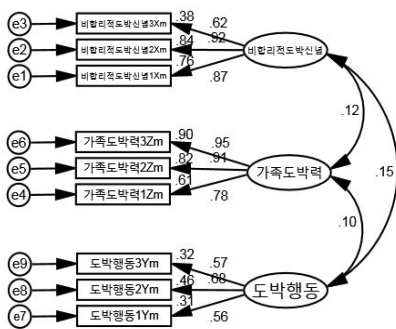 e3 비합리적도박신념3Xm .38 .62
e2 비합리적도박신념2Xm .84 .92 비합리적도박신념
e1 비합리적도박신념1Xm .76 .87
.12
e6 가족도박력3Zm .90 .95
.15
e5 가족도박력2Zm .82 .91 가족도박력
e4 가족도박력1Zm .61 .78
.10
e9 도박행동3Ym .32 .57
e8 도박행동2Ym .46 .68 도박행동
e7 도박행동1Ym .31 .56